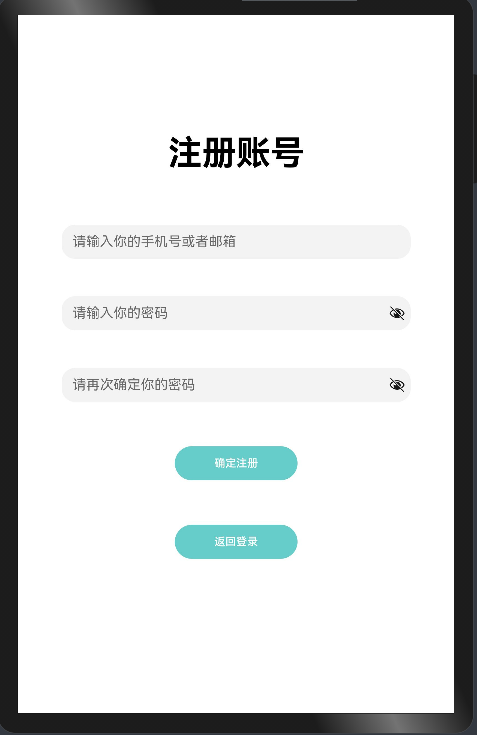 注册账号
请输入你的手机号或者邮箱
请输入你的密码
请再次确定你的密码
确定注册
返回登录